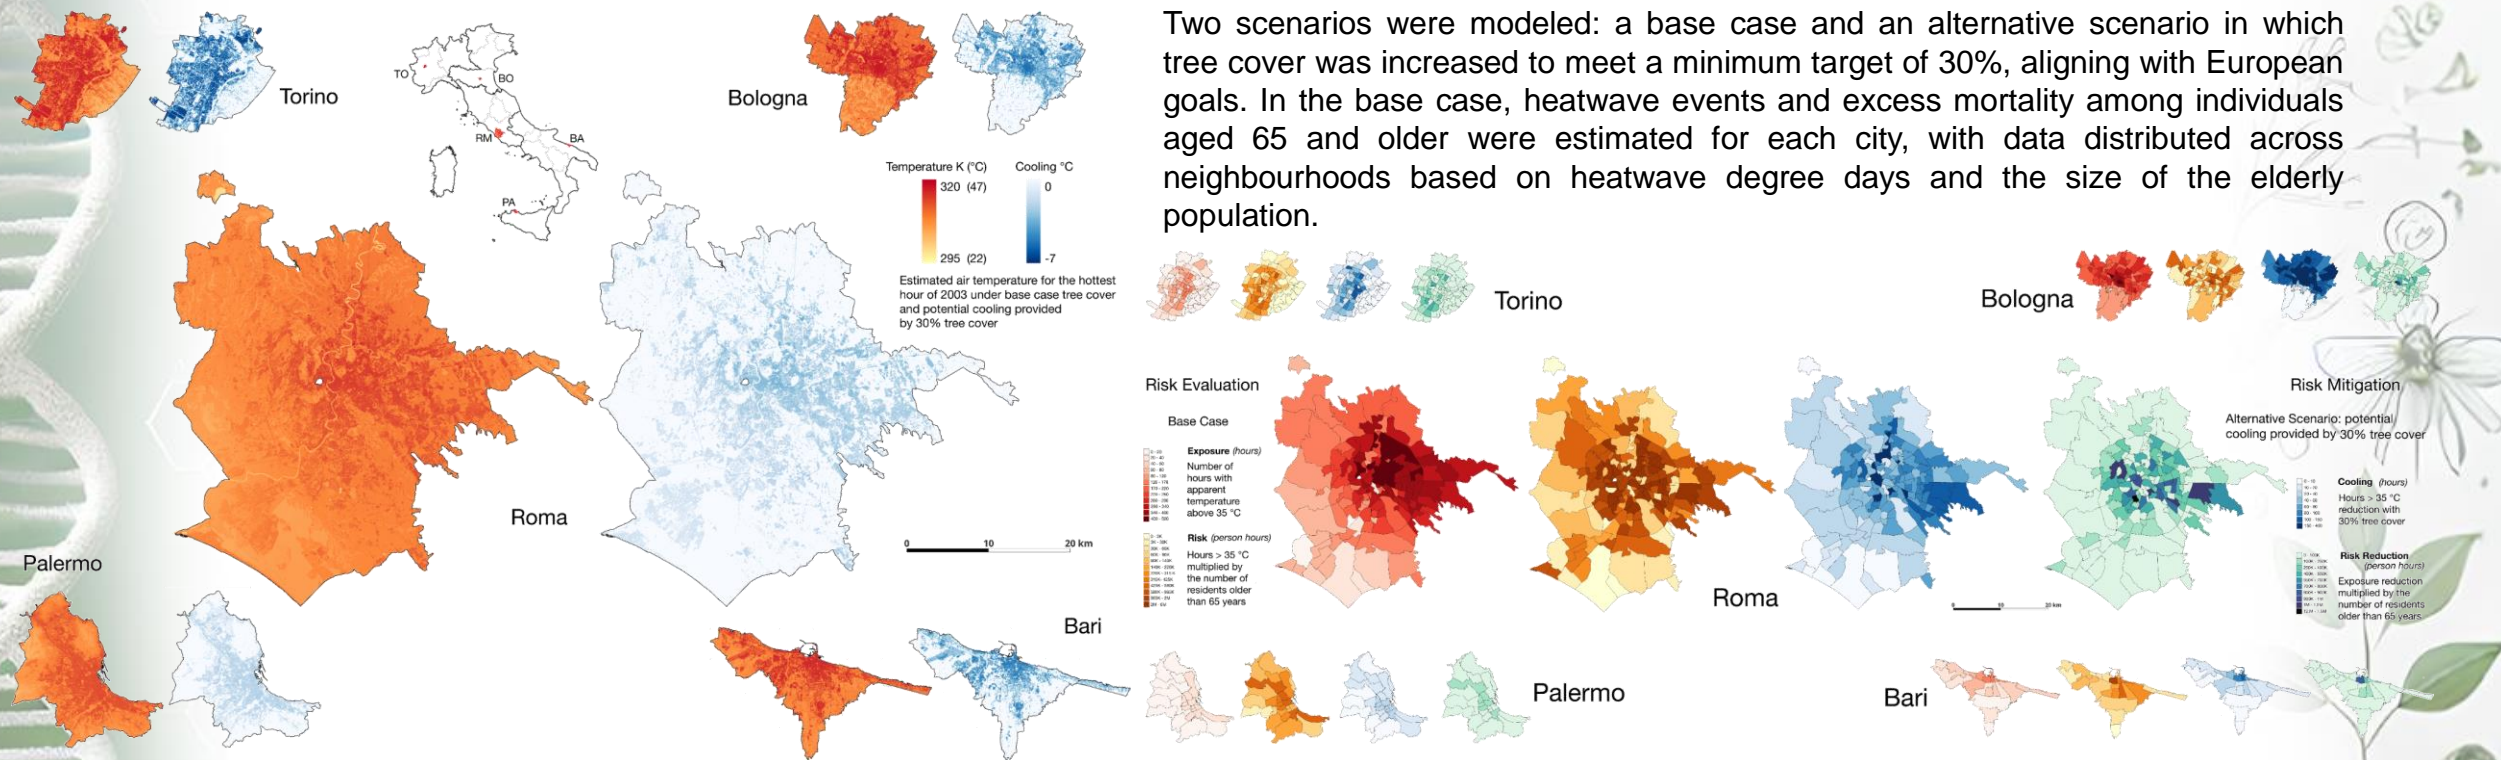 Torino
TO
BO
RM
BA
PA
Bologna
Temperature K (°C)
320 (47)
295 (22)
Cooling °C
0
-7
Estimated air temperature for the hottest
hour of 2003 under base case tree cover
and potential cooling provided
by 30% tree cover
Roma
0 10 20 km
Palermo
Bari
Two scenarios were modeled: a base case and an alternative scenario in which
tree cover was increased to meet a minimum target of 30%, aligning with European
goals. In the base case, heatwave events and excess mortality among individuals
aged 65 and older were estimated for each city, with data distributed across
neighbourhoods based on heatwave degree days and the size of the elderly
population.
Torino
Bologna
Risk Evaluation
Base Case
Exposure (hours)
Number of
hours with
apparent
temperature
above 35 °C
Risk (person hours)
Hours > 35 °C
multiplied by
the number of
residents older
than 65 years
Roma
0 10 20 km
Risk Mitigation
Alternative Scenario: potential
cooling provided by 30% tree cover
Cooling (hours)
Hours > 35 °C
reduction with
30% tree cover
Risk Reduction
(person hours)
Exposure reduction
multiplied by the
number of residents
older than 65 years
Palermo
Bari